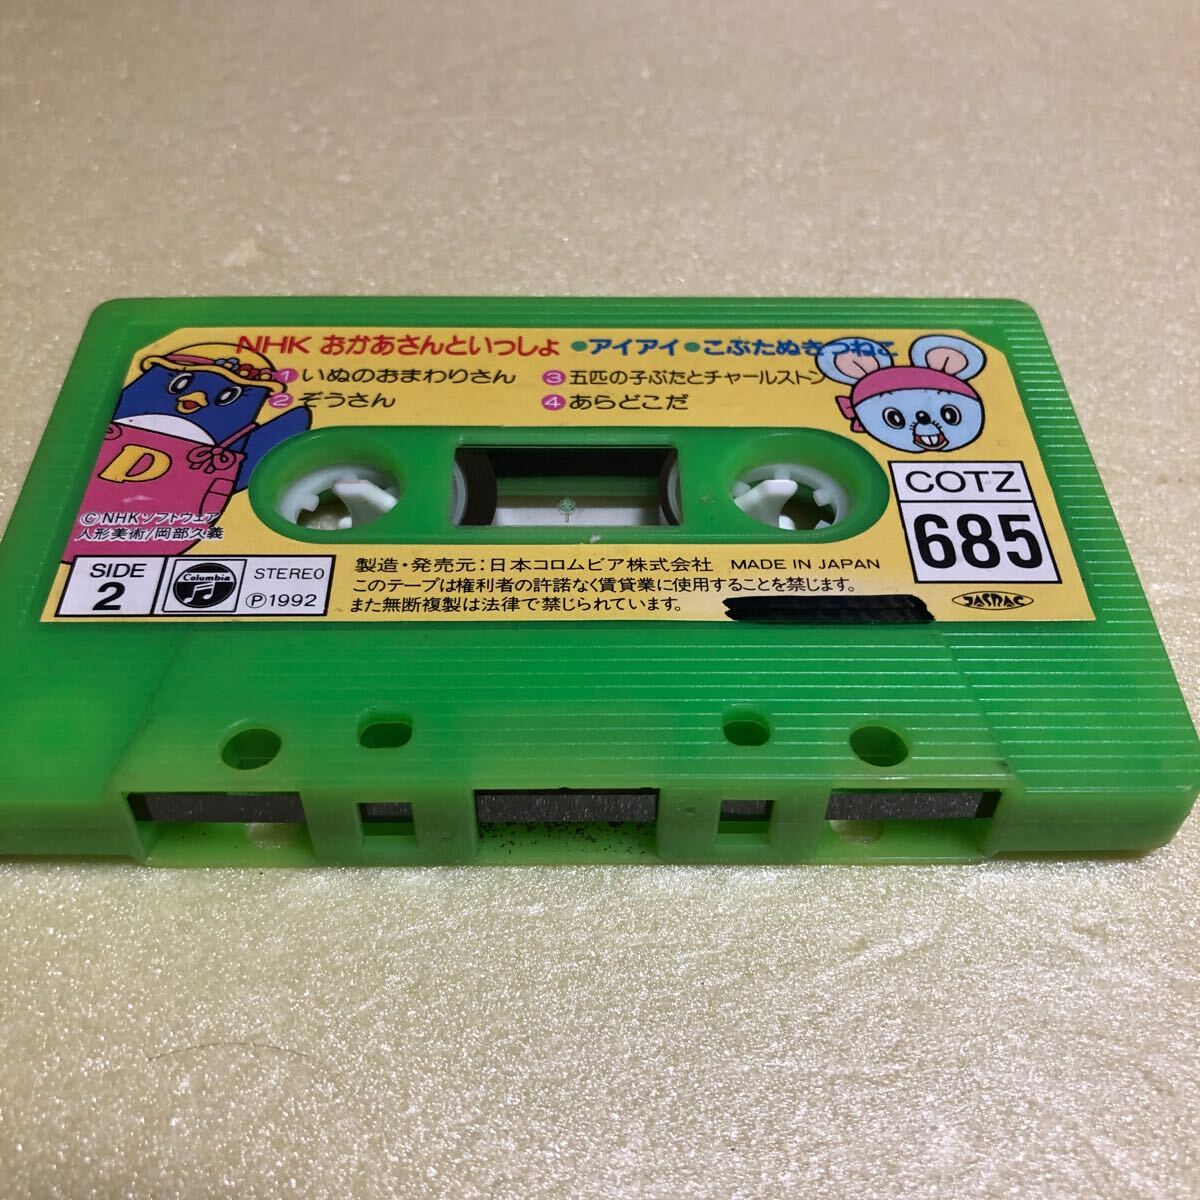 NHK おかあさんといっしょ ●アイアイ●こぶたぬきつねこ
1 いぬのおまわりさん
2 ぞうさん
3 五匹の子ぶたとチャールストン
4 あらどこだ
D
COTZ
685
©NHKソフトウェア
人形美術/岡部久義
SIDE
2
Columbia
STEREO
Ⓟ1992
製造・発売元:日本コロムビア株式会社 MADE IN JAPAN
このテープは権利者の許諾なく賃貸業に使用することを禁じます。
また無断複製は法律で禁じられています。
JASRAC